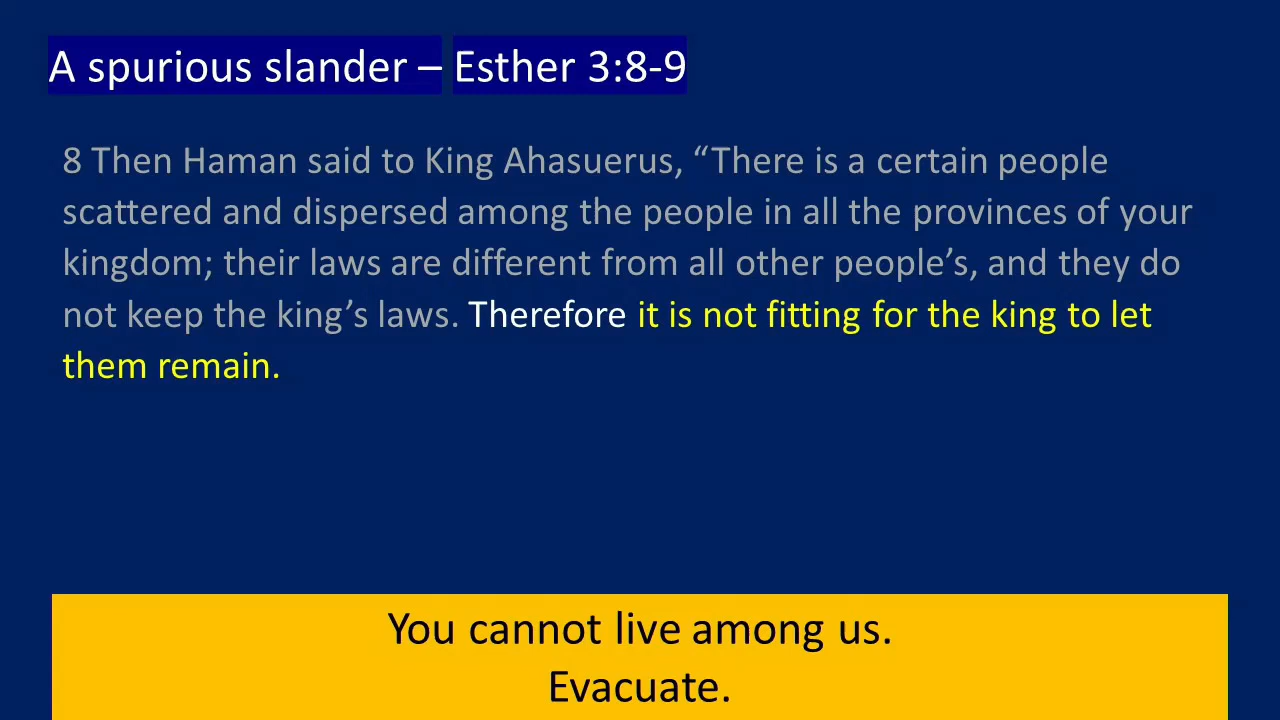 A spurious slander – Esther 3:8-9
8 Then Haman said to King Ahasuerus, “There is a certain people
scattered and dispersed among the people in all the provinces of your
kingdom; their laws are different from all other people’s, and they do
not keep the king’s laws. Therefore it is not fitting for the king to let
them remain.
You cannot live among us.
Evacuate.